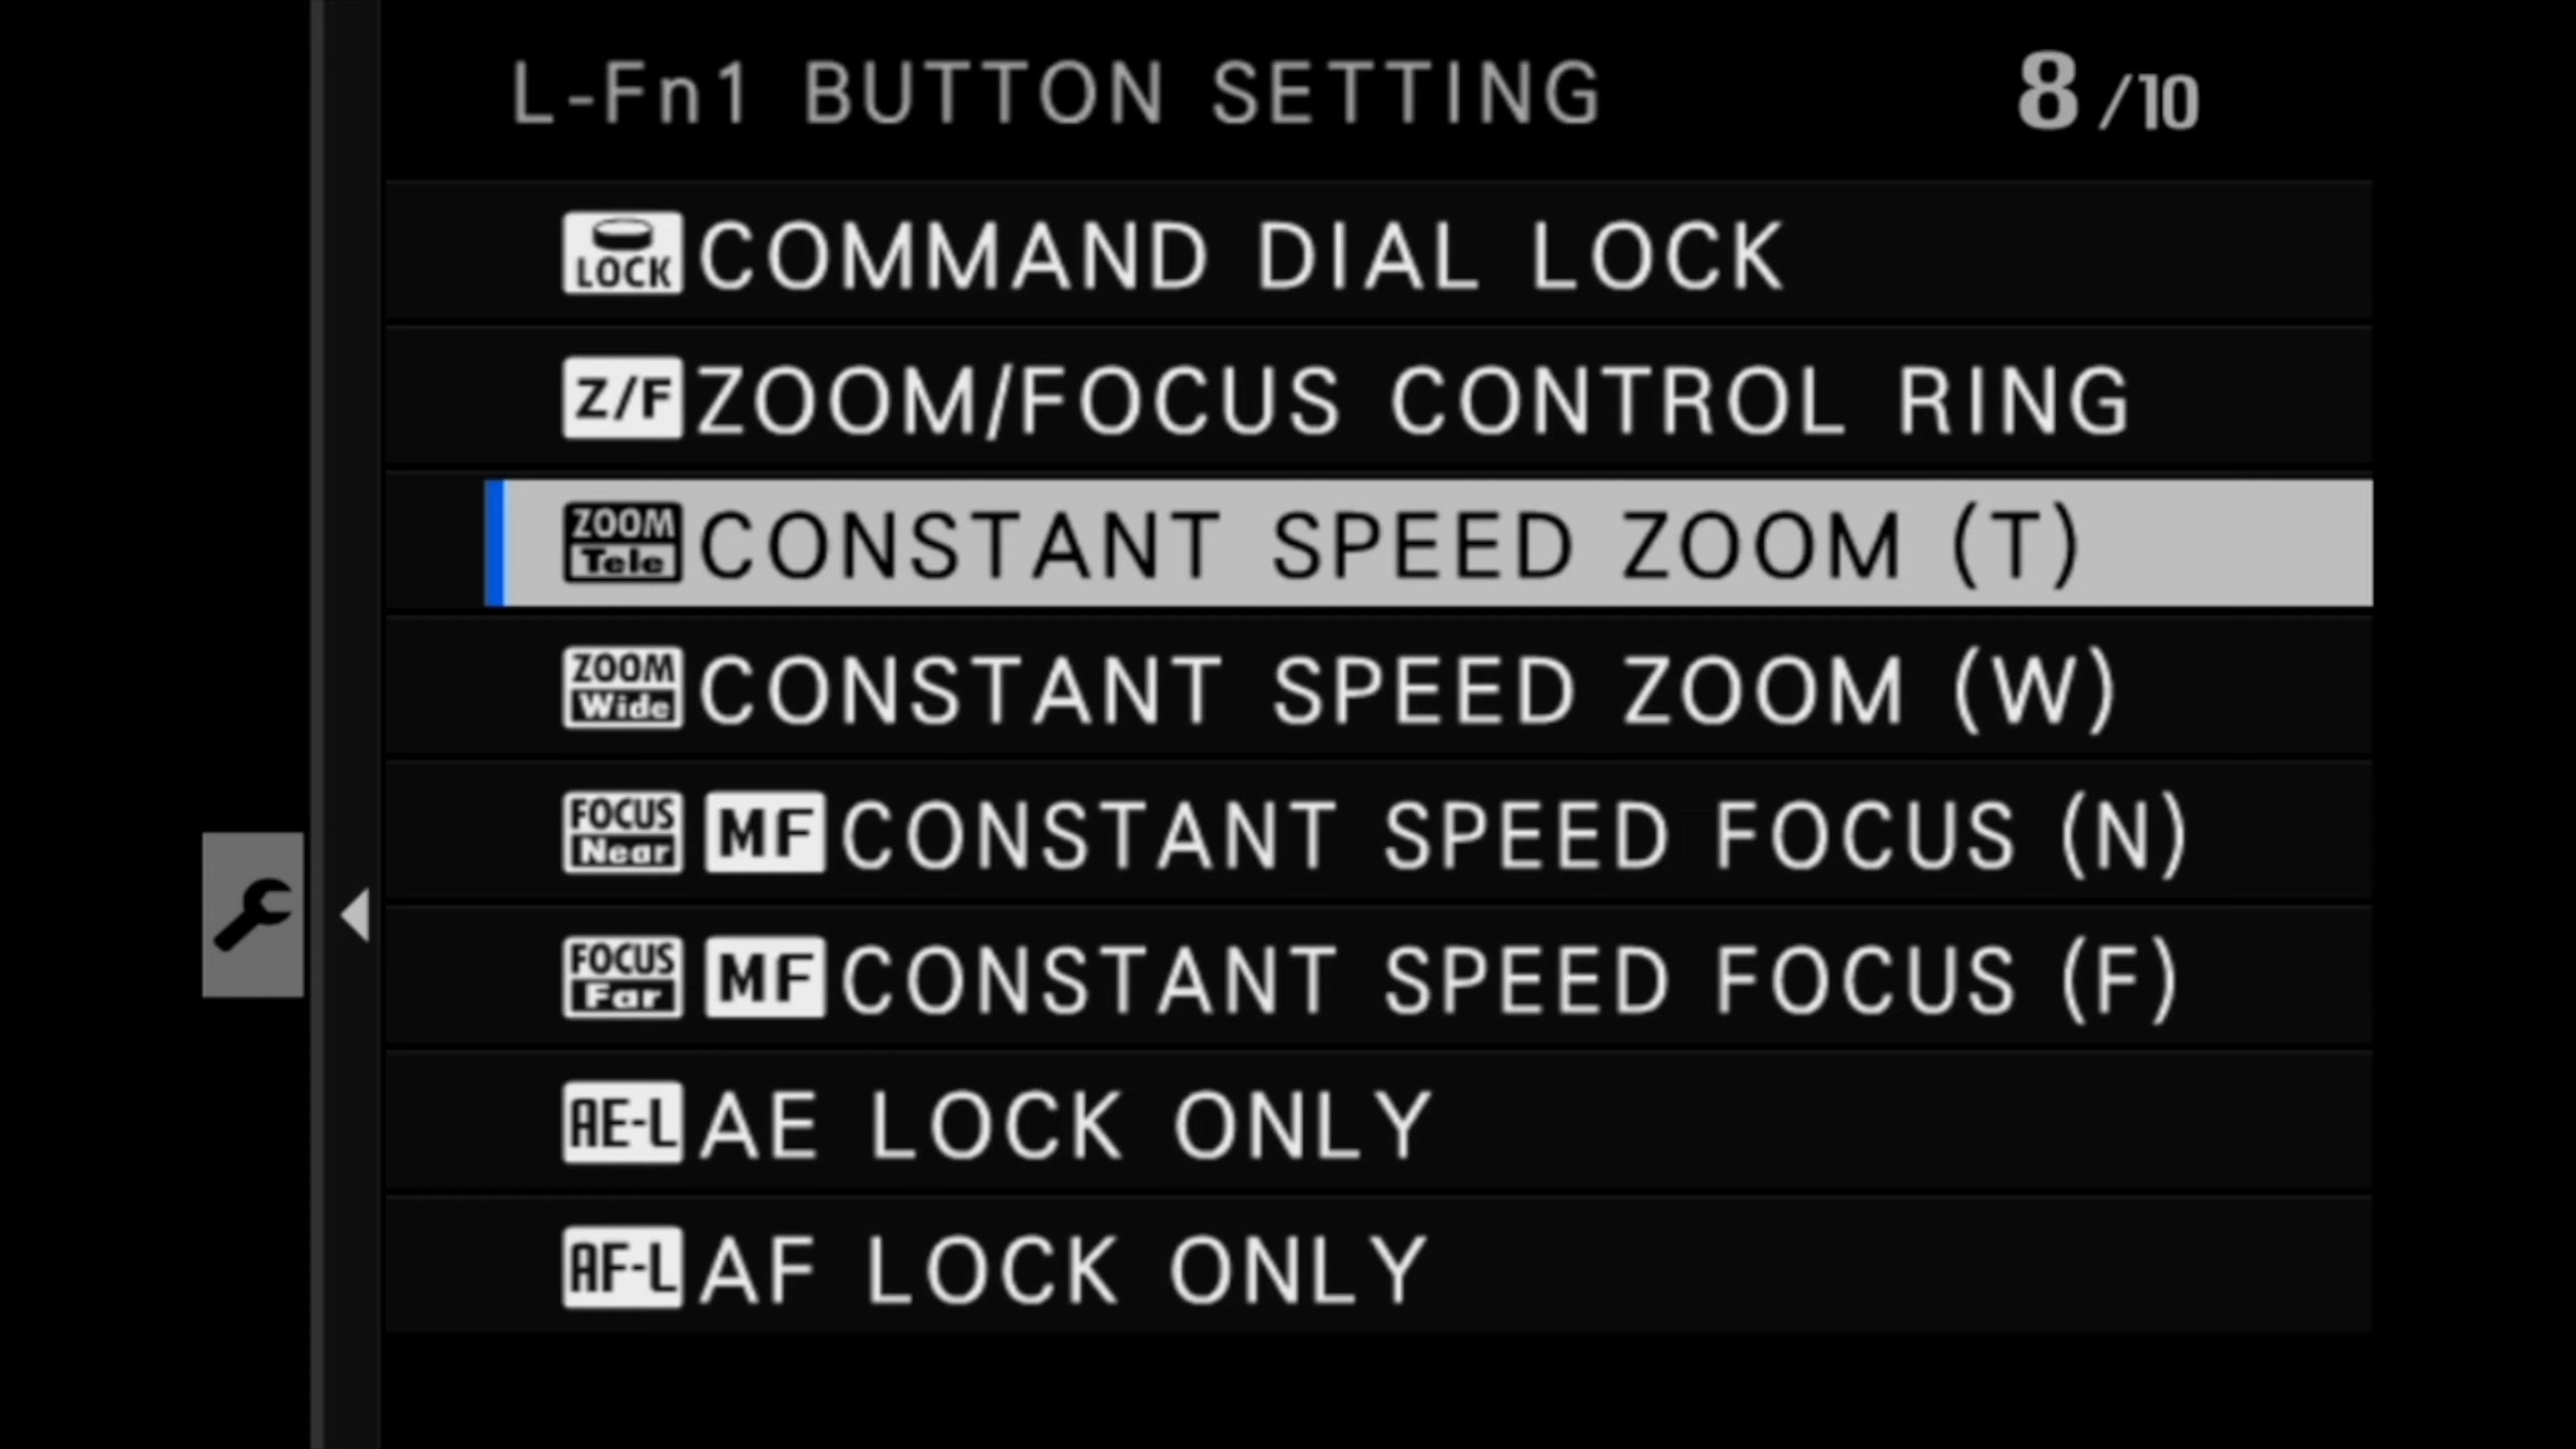 L-Fn1 BUTTON SETTING 8/10
LOCK COMMAND DIAL LOCK
Z/F ZOOM/FOCUS CONTROL RING
ZOOM Tele CONSTANT SPEED ZOOM (T)
ZOOM Wide CONSTANT SPEED ZOOM (W)
FOCUS Near MF CONSTANT SPEED FOCUS (N)
FOCUS Far MF CONSTANT SPEED FOCUS (F)
AE-L AE LOCK ONLY
AF-L AF LOCK ONLY